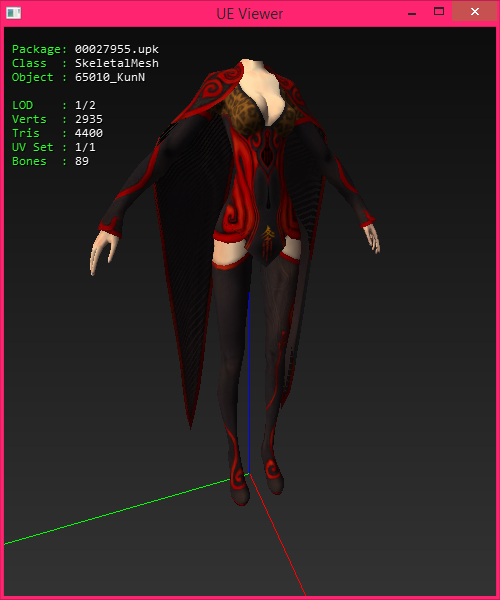 UE Viewer
Package: 00027955.upk
Class : SkeletalMesh
Object : 65010_KunN
LOD : 1/2
Verts : 2935
Tris : 4400
UV Set : 1/1
Bones : 89